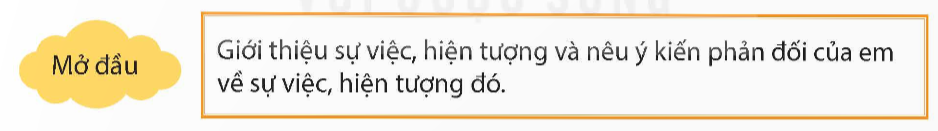 Mở đầu
Giới thiệu sự việc, hiện tượng và nêu ý kiến phản đối của em
về sự việc, hiện tượng đó.